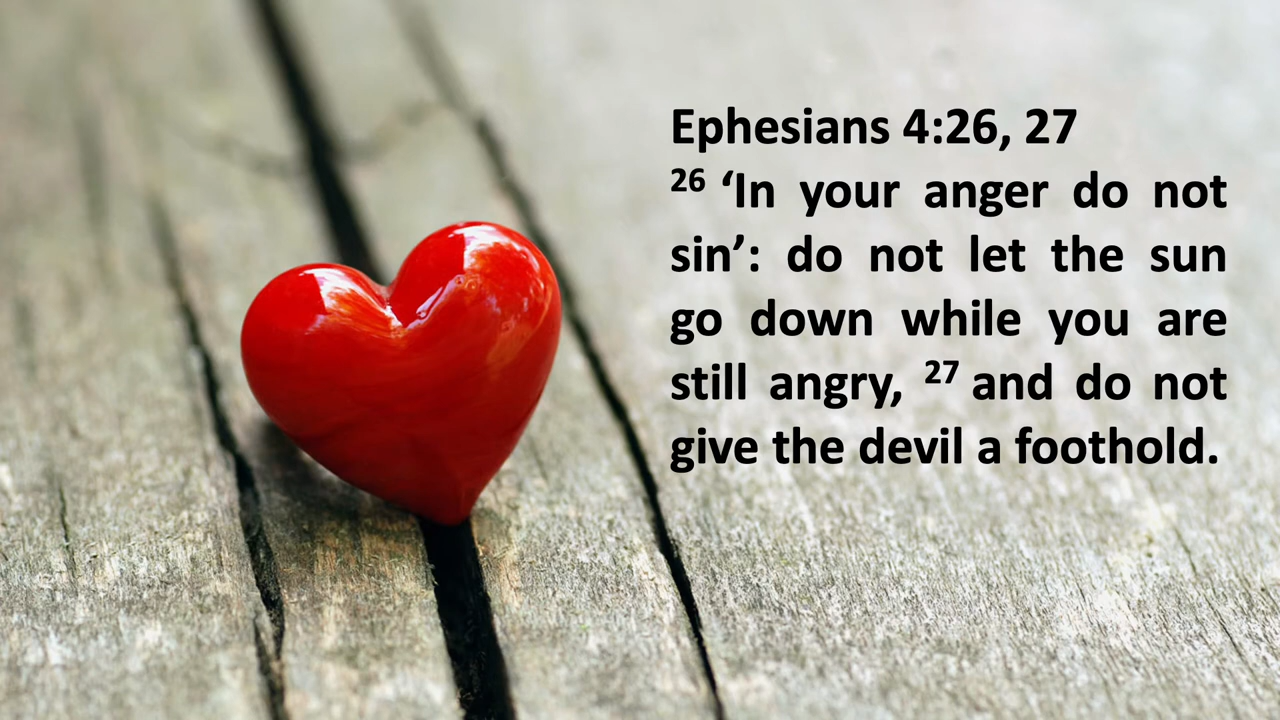 Ephesians 4:26, 27
26 ‘In your anger do not
sin’: do not let the sun
go down while you are
still angry, 27 and do not
give the devil a foothold.